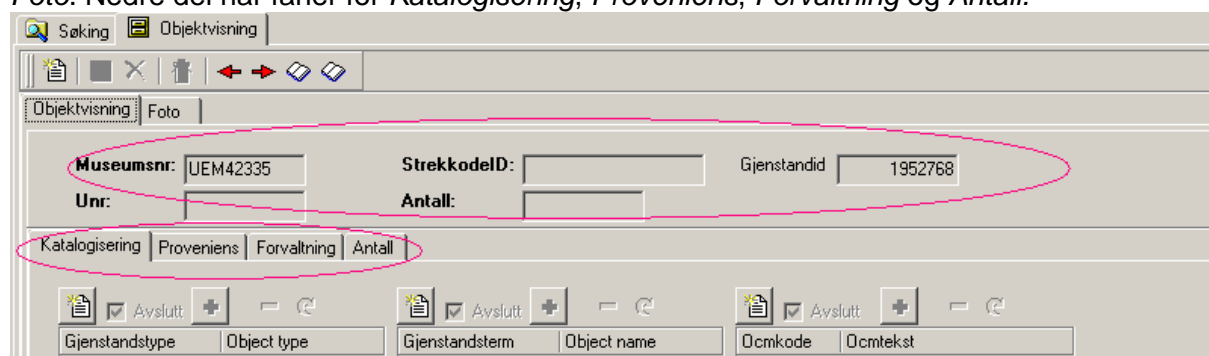 Foto. Nedre del har faner for Katalogisering, Proveniens, Forvaltning og Antall.
Søking Objektvisning
Objektvisning Foto
Museumsnr: UEM42335 StrekkodeID: Gjenstandid 1952768
Unr: Antall:
Katalogisering Proveniens Forvaltning Antall
Avslutt Avslutt Avslutt
Gjenstandstype Object type Gjenstandsterm Object name Ocmkode Ocmtekst